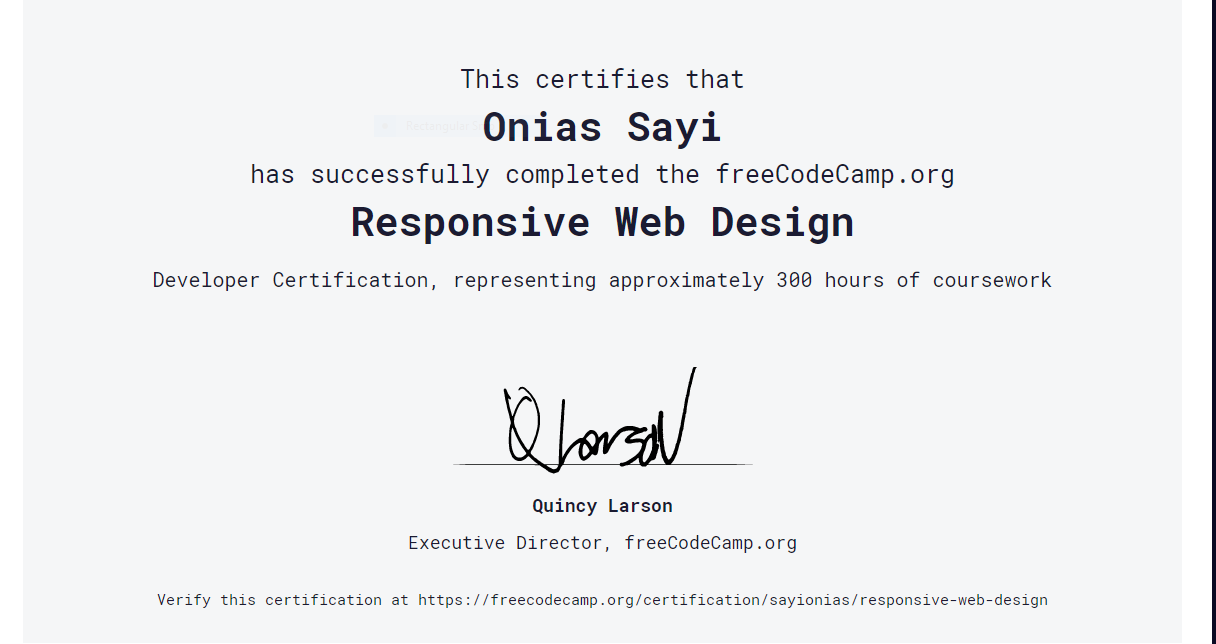 This certifies that
Onias Sayi
has successfully completed the freeCodeCamp.org
Responsive Web Design
Developer Certification, representing approximately 300 hours of coursework
Q Larson
Quincy Larson
Executive Director, freeCodeCamp.org
Verify this certification at https://freecodecamp.org/certification/sayionias/responsive-web-design